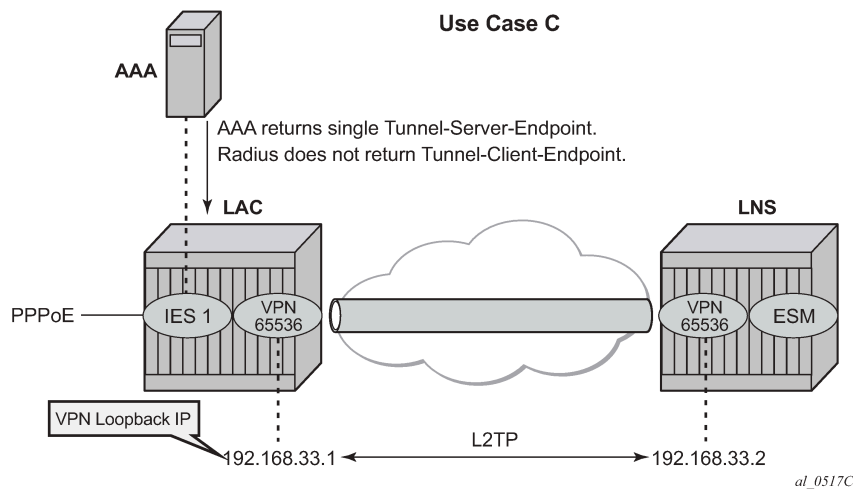 Use Case C
AAA
AAA returns single Tunnel-Server-Endpoint.
Radius does not return Tunnel-Client-Endpoint.
LAC
LNS
PPPoE
IES 1
VPN
65536
VPN
65536
ESM
VPN Loopback IP
192.168.33.1
L2TP
192.168.33.2
al_0517C